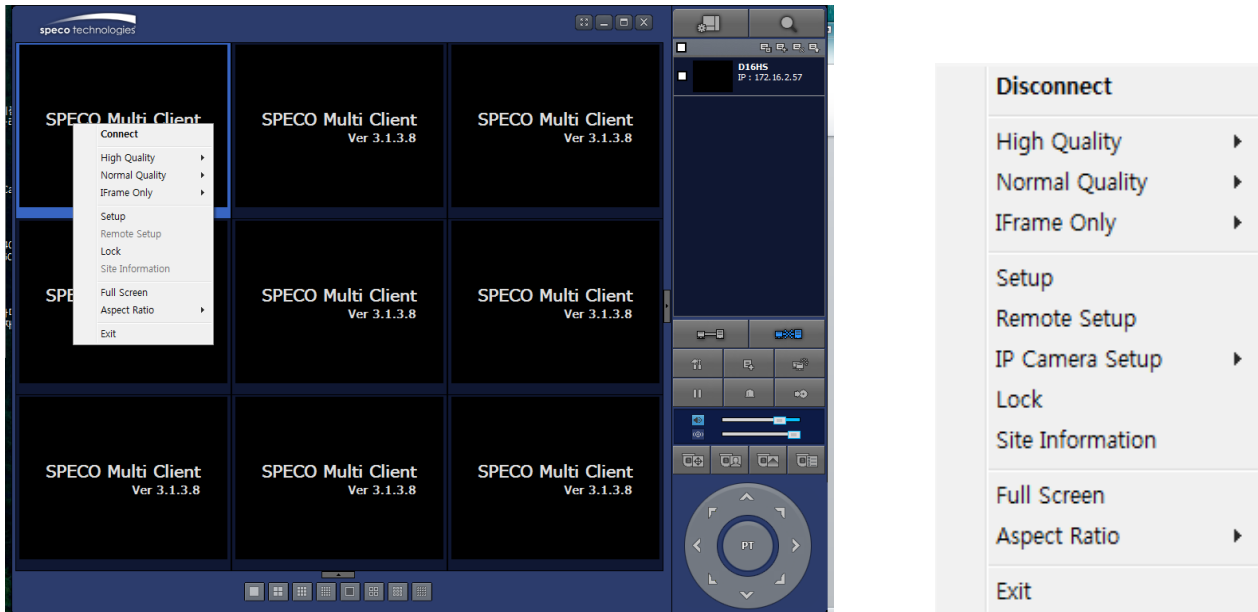 speco technologies
D16HS
IP : 172.16.2.57
SPECO Multi Client
SPECO Multi Client
Ver 3.1.3.8
SPECO Multi Client
Ver 3.1.3.8
Connect
High Quality
Normal Quality
IFrame Only
Setup
Remote Setup
Lock
Site Information
Full Screen
Aspect Ratio
Exit
SPE
SPECO Multi Client
Ver 3.1.3.8
SPECO Multi Client
Ver 3.1.3.8
SPECO Multi Client
Ver 3.1.3.8
SPECO Multi Client
Ver 3.1.3.8
SPECO Multi Client
Ver 3.1.3.8
PT
Disconnect
High Quality
Normal Quality
IFrame Only
Setup
Remote Setup
IP Camera Setup
Lock
Site Information
Full Screen
Aspect Ratio
Exit